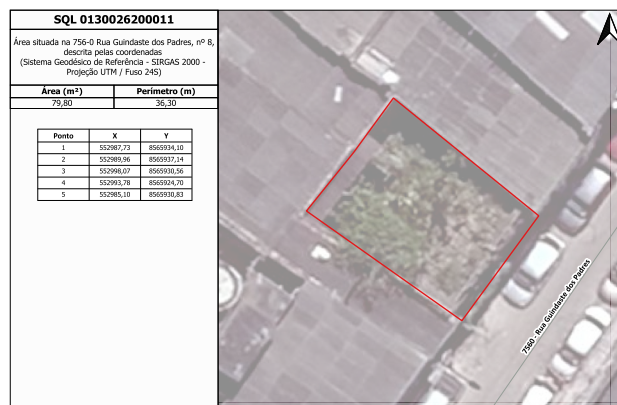 SQL 0130026200011
Área situada na 756-0 Rua Guindaste dos Padres, nº 8,
descrita pelas coordenadas
(Sistema Geodésico de Referência - SIRGAS 2000 -
Projeção UTM / Fuso 24S)
Área (m²) Perímetro (m)
79,80 36,30
Ponto X Y
1 552987,73 8565934,10
2 552989,96 8565937,14
3 552998,07 8565930,56
4 552993,78 8565924,70
5 552985,10 8565930,83
7560 - Rua Guindaste dos Padres